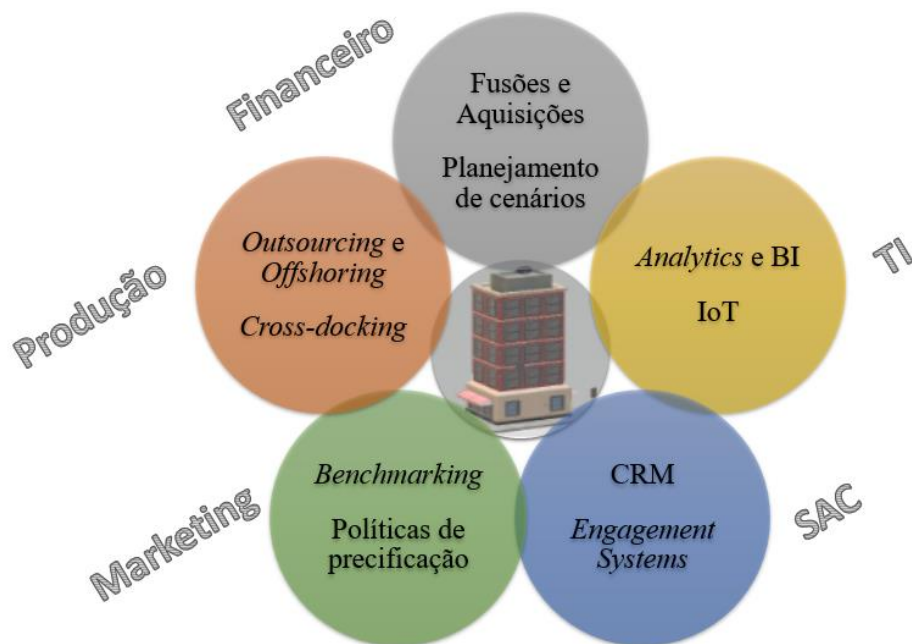 Financeiro
Fusões e
Aquisições
Planejamento
de cenários
Produção
Outsourcing e
Offshoring
Cross-docking
TI
Analytics e BI
IoT
Marketing
Benchmarking
Políticas de
precificação
SAC
CRM
Engagement
Systems